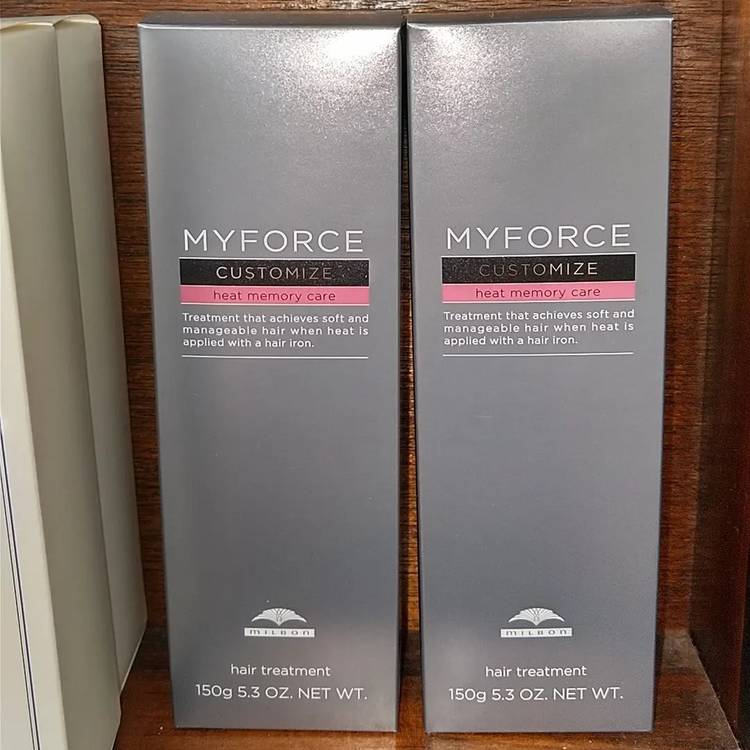 MYFORCE
CUSTOMIZE
heat memory care
Treatment that achieves soft and
manageable hair when heat is
applied with a hair iron.
MILBON
hair treatment
150g 5.3 OZ. NET WT.
MYFORCE
CUSTOMIZE
heat memory care
Treatment that achieves soft and
manageable hair when heat is
applied with a hair iron.
MILBON
hair treatment
150g 5.3 OZ. NET WT.